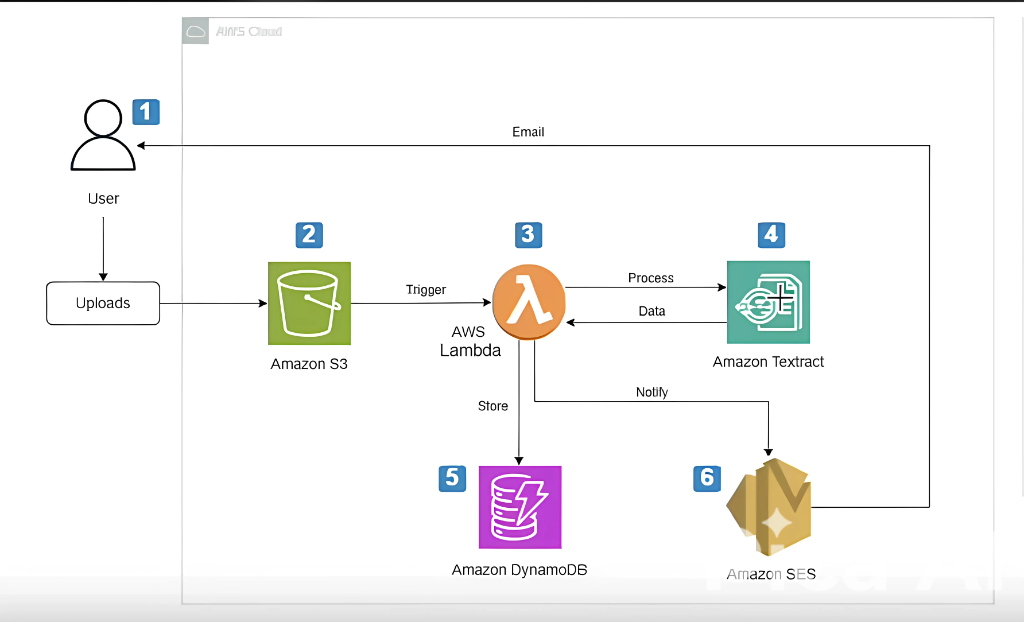 AWS Cloud
1
Email
User
2
3
4
Uploads
Trigger
Process
Data
AWS
Lambda
Amazon S3
Amazon Textract
Store
Notify
5
6
Amazon DynamoDB
Amazon SES